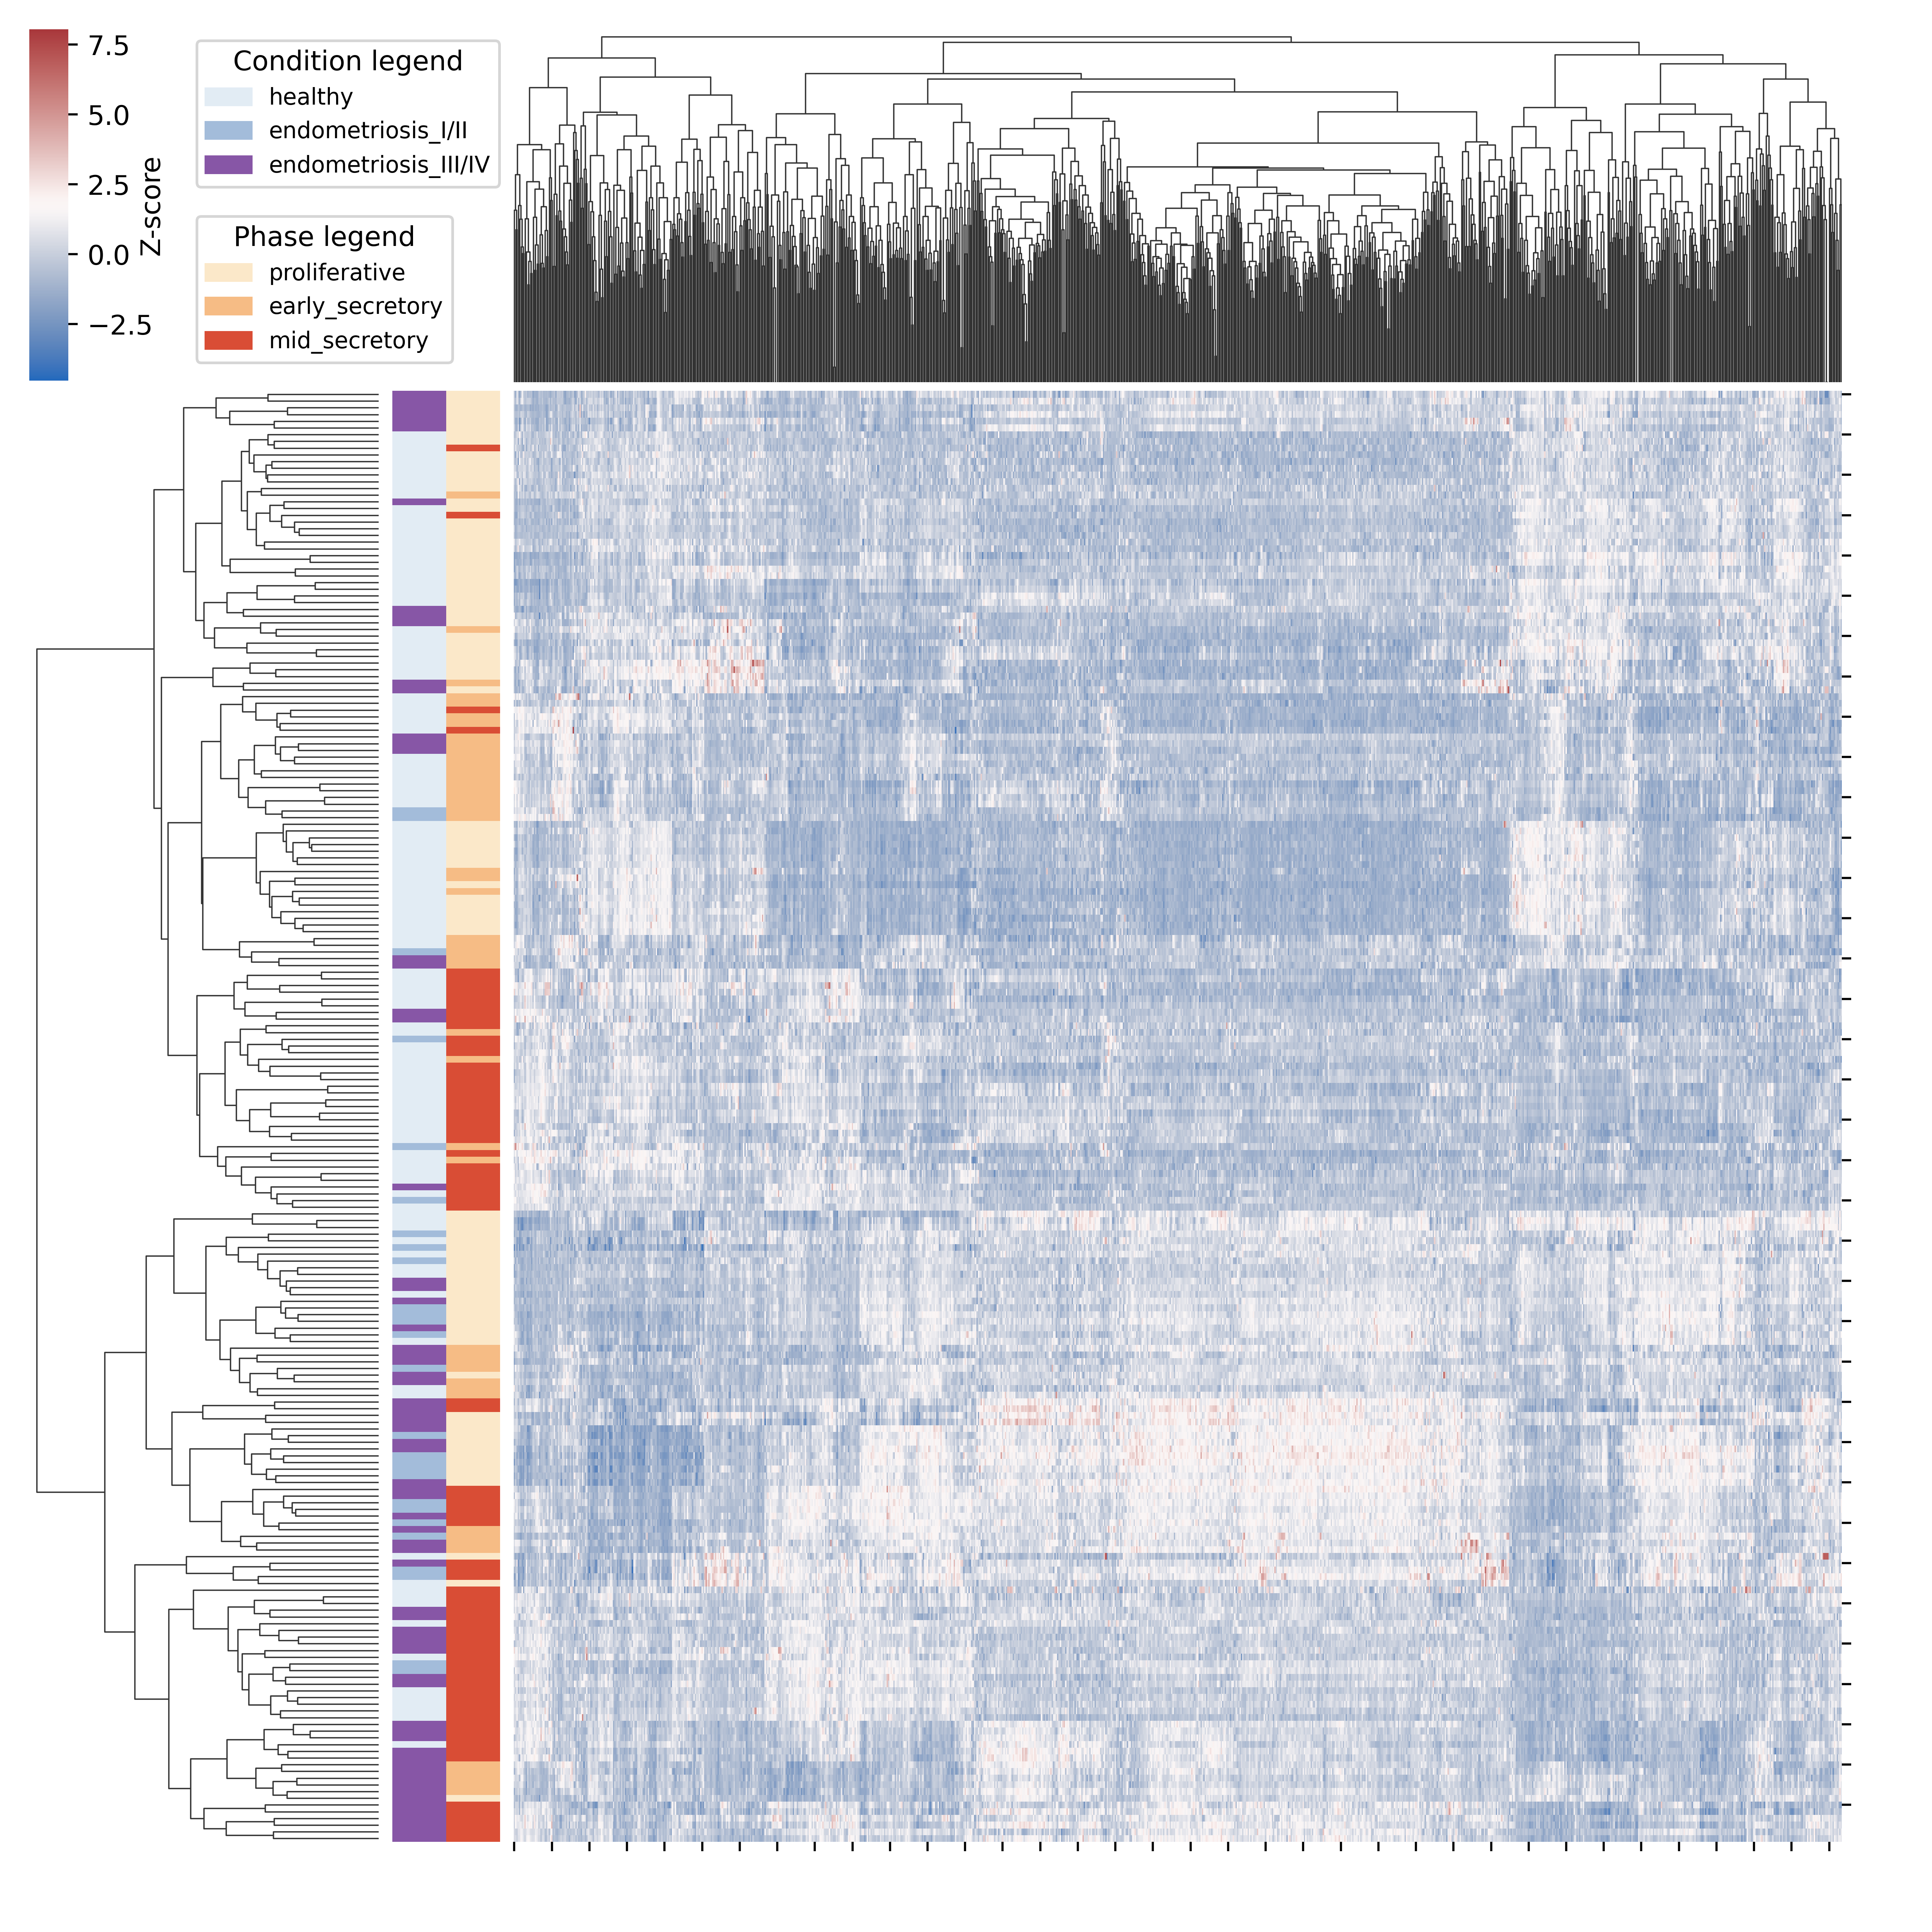 7.5
5.0
2.5
0.0
−2.5
Z-score
Condition legend
healthy
endometriosis_I/II
endometriosis_III/IV
Phase legend
proliferative
early_secretory
mid_secretory